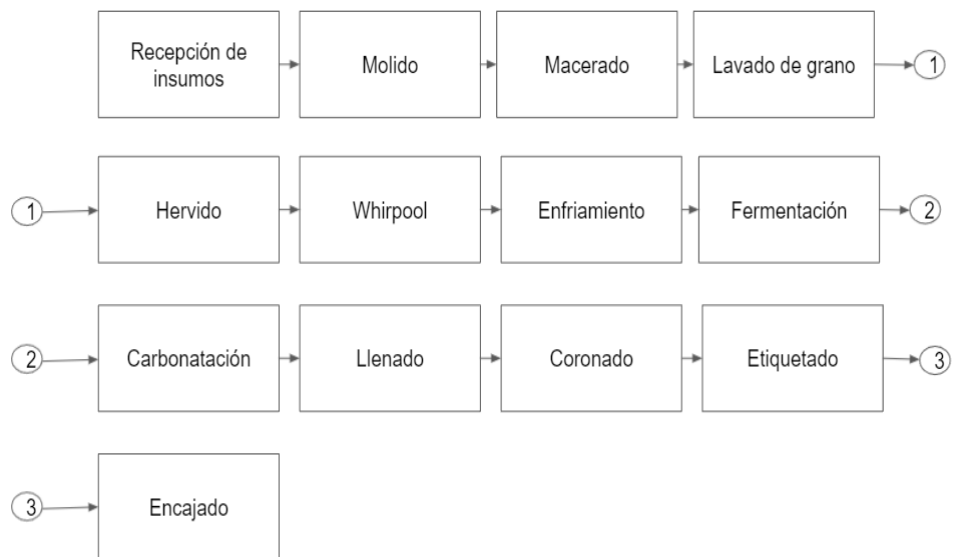 Recepción de
insumos
Molido
Macerado
Lavado de grano
1
1
Hervido
Whirpool
Enfriamiento
Fermentación
2
2
Carbonatación
Llenado
Coronado
Etiquetado
3
3
Encajado